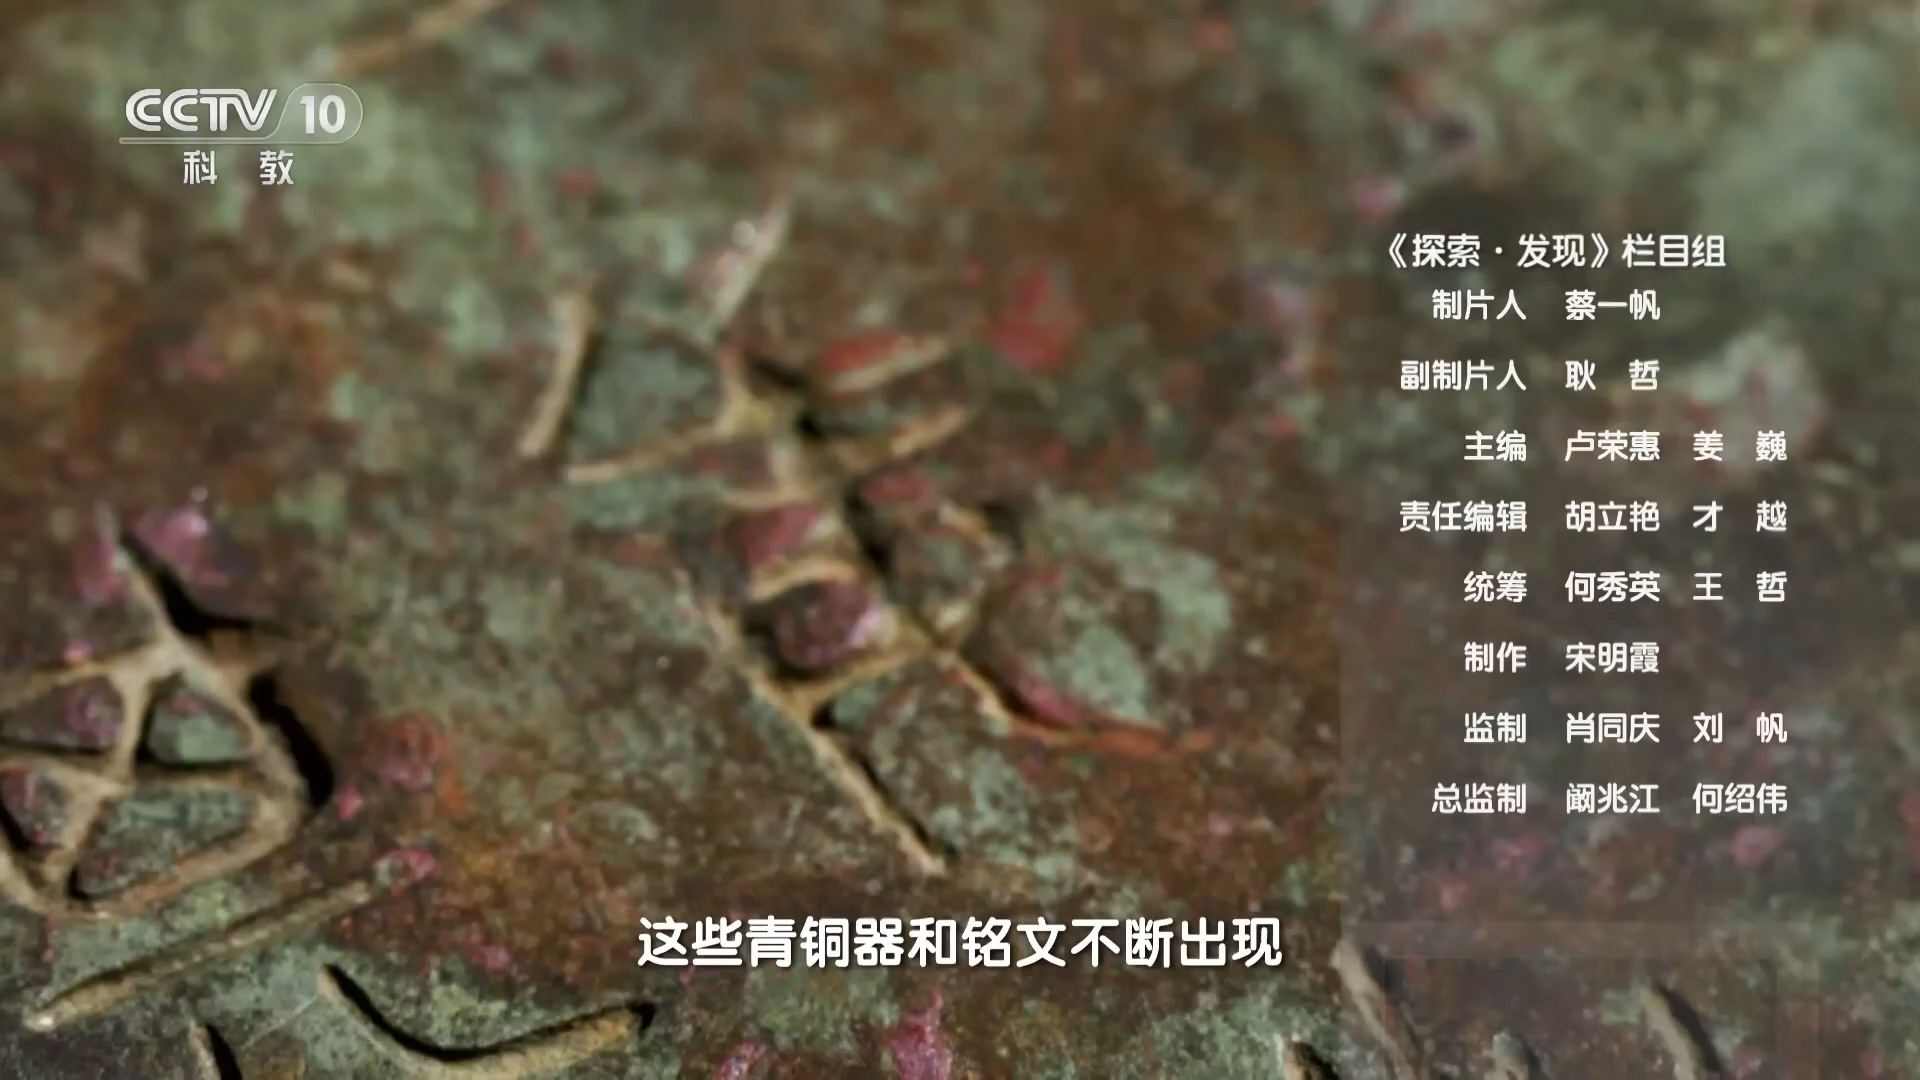 CCTV 10
科 教
《探索·发现》栏目组
制片人 蔡一帆
副制片人 耿 哲
主编 卢荣惠 姜 巍
责任编辑 胡立艳 才 越
统筹 何秀英 王 哲
制作 宋明霞
监制 肖同庆 刘 帆
总监制 阚兆江 何绍伟
这些青铜器和铭文不断出现